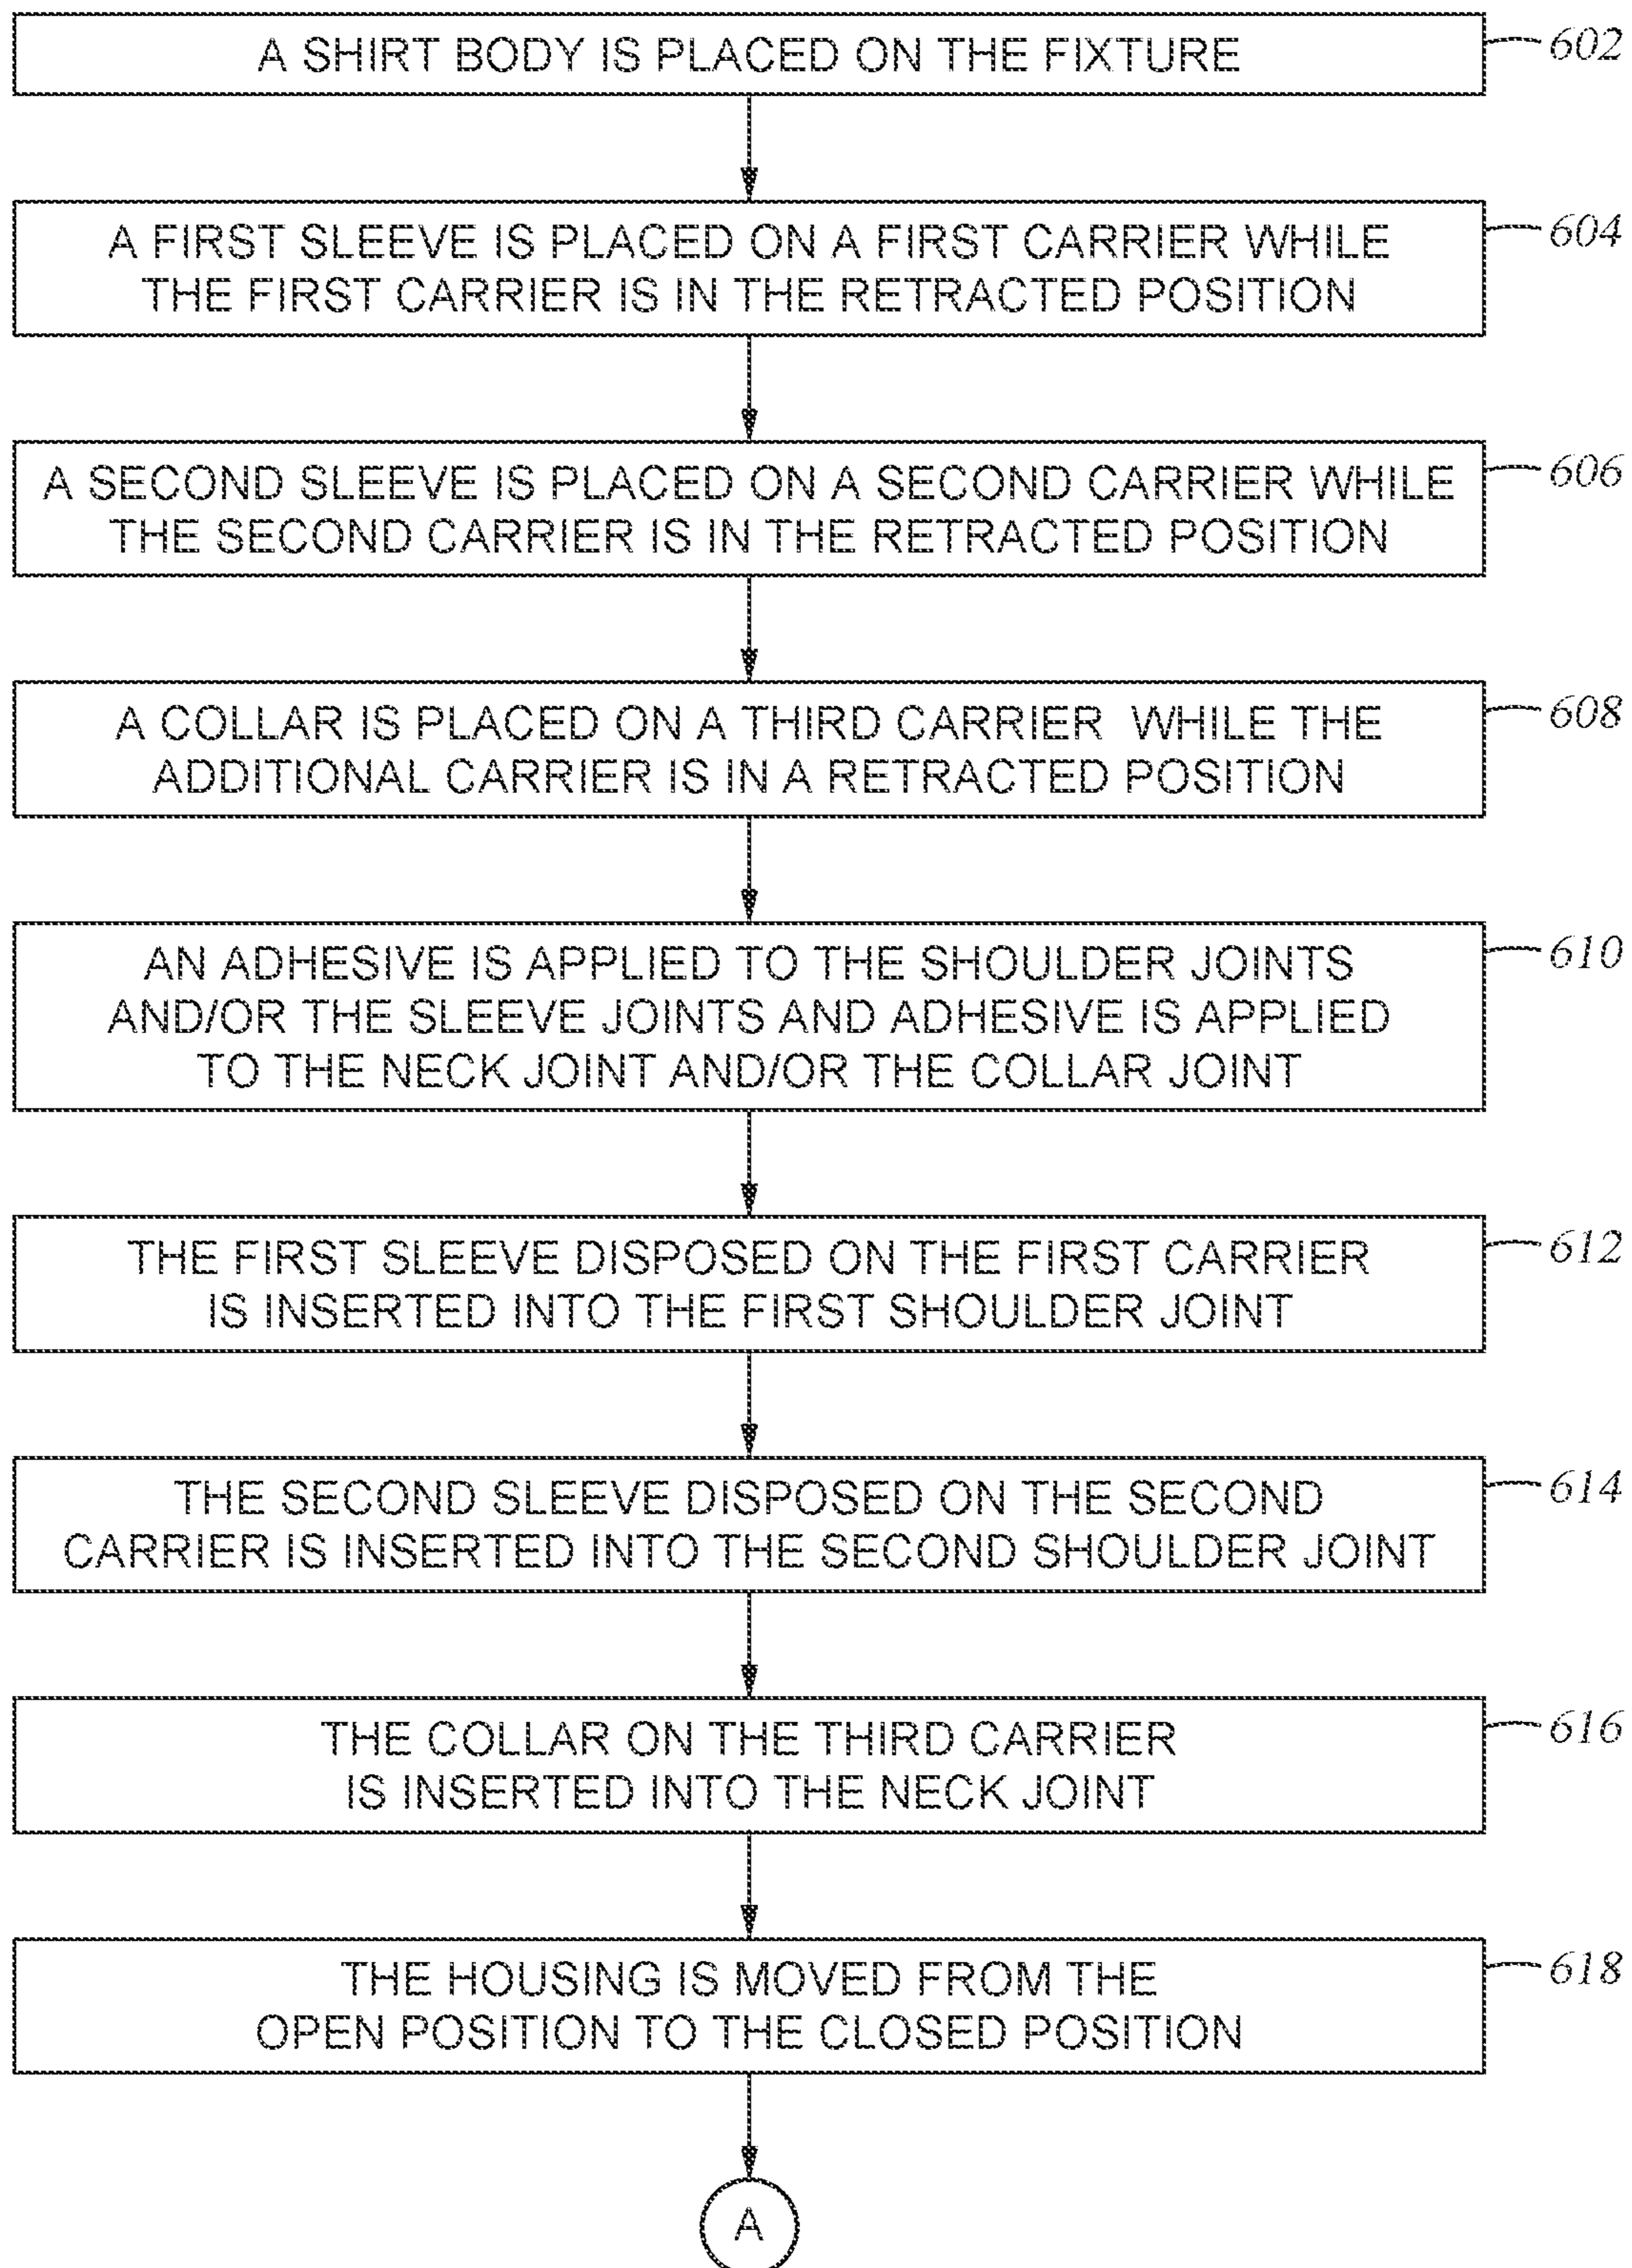 A SHIRT BODY IS PLACED ON THE FIXTURE
602
A FIRST SLEEVE IS PLACED ON A FIRST CARRIER WHILE
THE FIRST CARRIER IS IN THE RETRACTED POSITION
604
A SECOND SLEEVE IS PLACED ON A SECOND CARRIER WHILE
THE SECOND CARRIER IS IN THE RETRACTED POSITION
606
A COLLAR IS PLACED ON A THIRD CARRIER WHILE THE
ADDITIONAL CARRIER IS IN A RETRACTED POSITION
608
AN ADHESIVE IS APPLIED TO THE SHOULDER JOINTS
AND/OR THE SLEEVE JOINTS AND ADHESIVE IS APPLIED
TO THE NECK JOINT AND/OR THE COLLAR JOINT
610
THE FIRST SLEEVE DISPOSED ON THE FIRST CARRIER
IS INSERTED INTO THE FIRST SHOULDER JOINT
612
THE SECOND SLEEVE DISPOSED ON THE SECOND
CARRIER IS INSERTED INTO THE SECOND SHOULDER JOINT
614
THE COLLAR ON THE THIRD CARRIER
IS INSERTED INTO THE NECK JOINT
616
THE HOUSING IS MOVED FROM THE
OPEN POSITION TO THE CLOSED POSITION
618
A